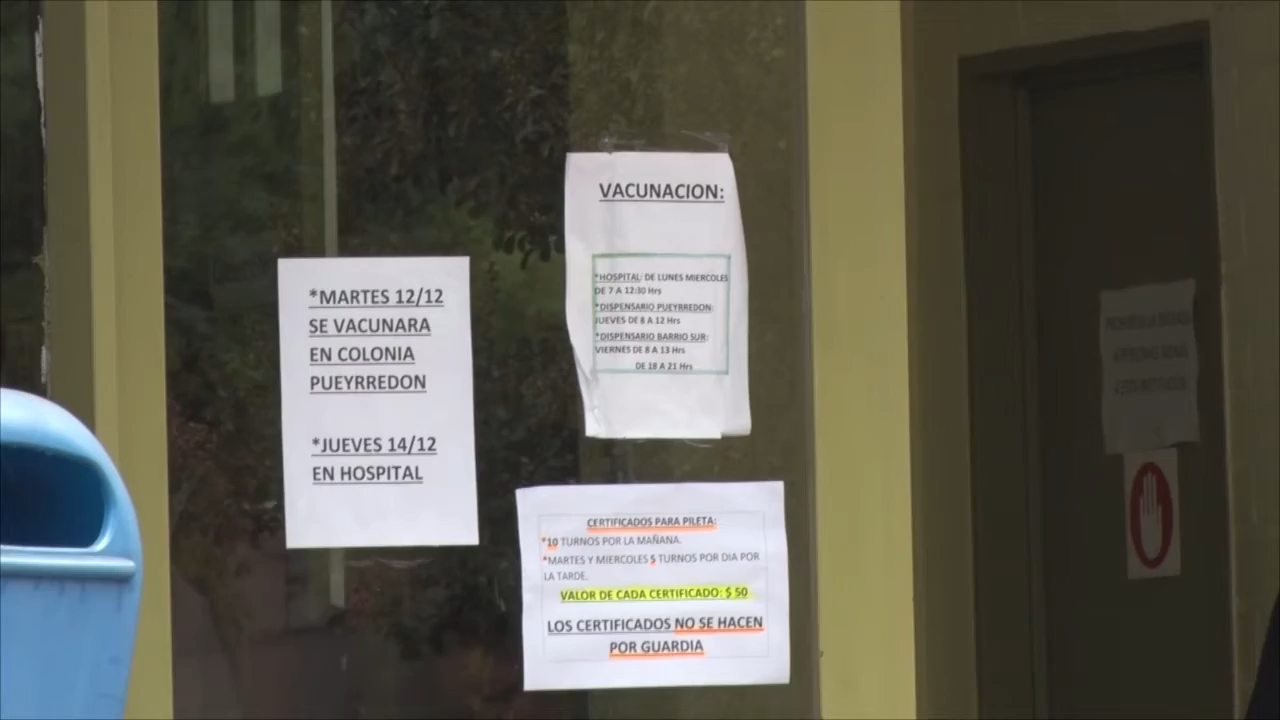 *MARTES 12/12
SE VACUNARA
EN COLONIA
PUEYRREDON
*JUEVES 14/12
EN HOSPITAL
VACUNACION:
*HOSPITAL: DE LUNES MIERCOLES
DE 7 A 12:30 Hrs
*DISPENSARIO PUEYRREDON:
JUEVES DE 8 A 12 Hrs
*DISPENSARIO BARRIO SUR:
VIERNES DE 8 A 13 Hrs
DE 18 A 21 Hrs
CERTIFICADOS PARA PILETA:
*10 TURNOS POR LA MAÑANA.
*MARTES Y MIERCOLES 5 TURNOS POR DIA POR
LA TARDE.
VALOR DE CADA CERTIFICADO: $ 50
LOS CERTIFICADOS NO SE HACEN
POR GUARDIA